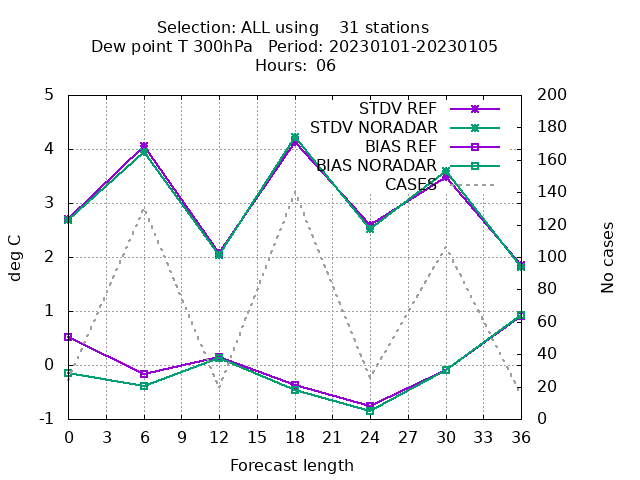 Selection: ALL using    31 stations
Dew point T 300hPa   Period: 20230101-20230105
Hours: 06
STDV REF
STDV NORADAR
BIAS REF
BIAS NORADAR
CASES
5
4
3
2
1
0
-1
deg C
200
180
160
140
120
100
80
60
40
20
0
No cases
0 3 6 9 12 15 18 21 24 27 30 33 36
Forecast length